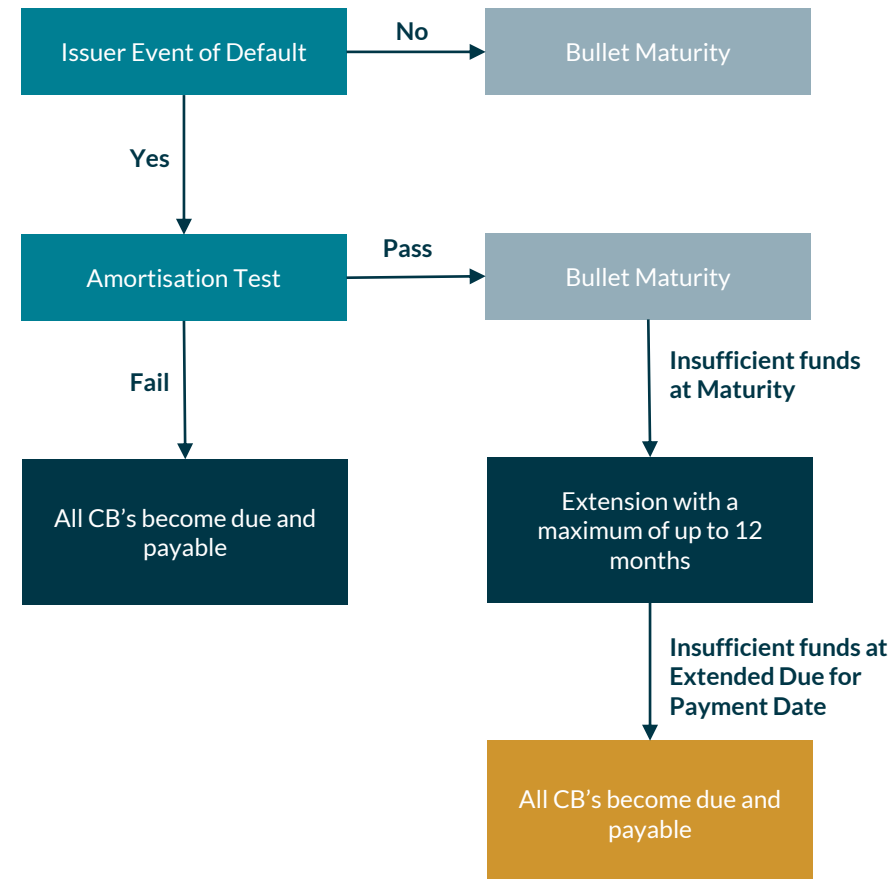 Issuer Event of Default
No
Bullet Maturity
Yes
Amortisation Test
Pass
Bullet Maturity
Fail
Insufficient funds
at Maturity
All CB's become due and
payable
Extension with a
maximum of up to 12
months
Insufficient funds at
Extended Due for
Payment Date
All CB's become due and
payable